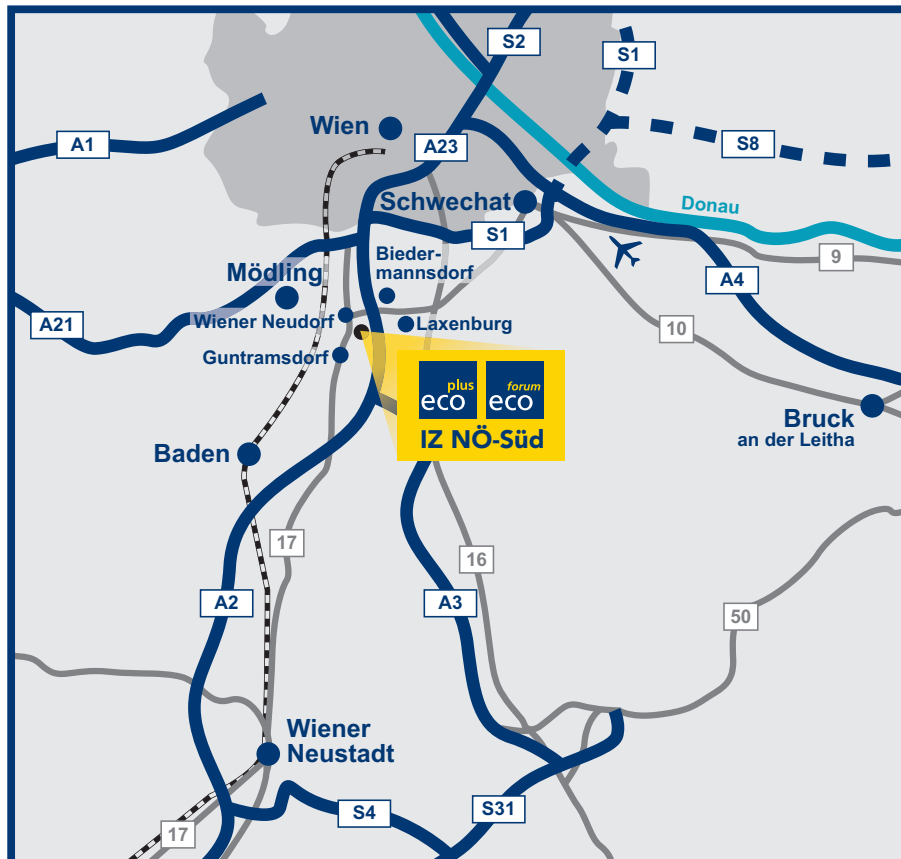 S2
S1
A1
Wien
A23
S8
Schwechat
Donau
S1
9
Bieder-
mannsdorf
Mödling
A4
A21
Wiener Neudorf
Laxenburg
10
Guntramsdorf
plus
eco
forum
eco
IZ NÖ-Süd
Bruck
an der Leitha
Baden
17
16
A2
A3
50
Wiener
Neustadt
S4
S31
17